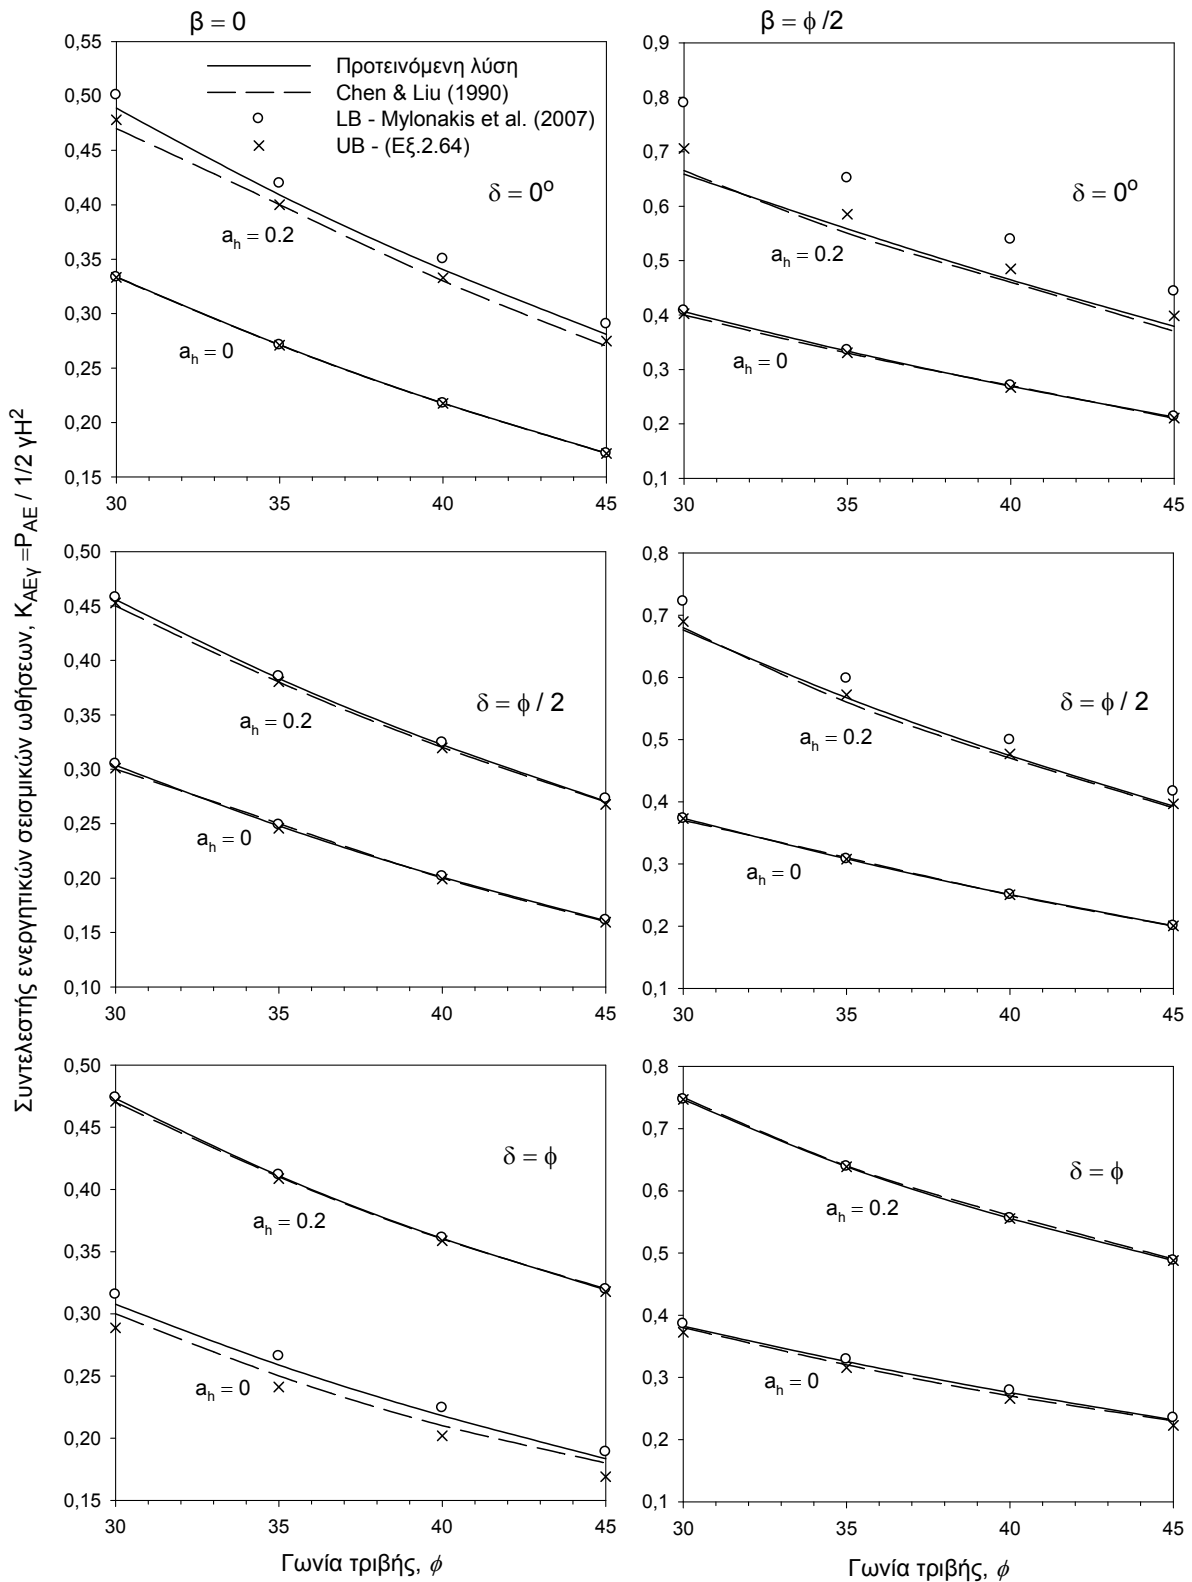 β = 0
β = ϕ /2
Συντελεστής ενεργητικών σεισμικών ωθήσεων, K_AEγ =P_AE / 1/2 γH²
0,55
0,50
0,45
0,40
0,35
0,30
0,25
0,20
0,15
Προτεινόμενη λύση
Chen & Liu (1990)
LB - Mylonakis et al. (2007)
UB - (Εξ.2.64)
δ = 0º
a_h = 0.2
a_h = 0
30 35 40 45
0,9
0,8
0,7
0,6
0,5
0,4
0,3
0,2
0,1
δ = 0º
a_h = 0.2
a_h = 0
30 35 40 45
0,50
0,45
0,40
0,35
0,30
0,25
0,20
0,15
0,10
δ = ϕ / 2
a_h = 0.2
a_h = 0
30 35 40 45
0,8
0,7
0,6
0,5
0,4
0,3
0,2
0,1
δ = ϕ / 2
a_h = 0.2
a_h = 0
30 35 40 45
0,50
0,45
0,40
0,35
0,30
0,25
0,20
0,15
δ = ϕ
a_h = 0.2
a_h = 0
30 35 40 45
Γωνία τριβής, ϕ
0,8
0,7
0,6
0,5
0,4
0,3
0,2
0,1
δ = ϕ
a_h = 0.2
a_h = 0
30 35 40 45
Γωνία τριβής, ϕ